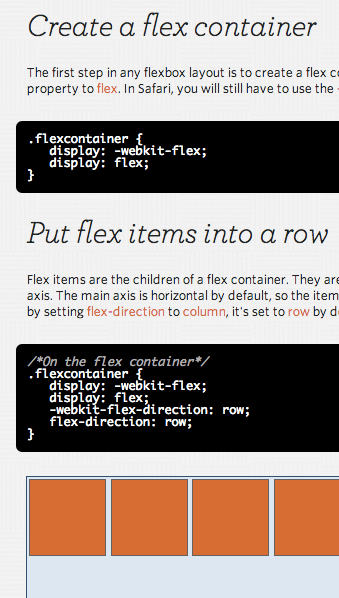 Create a flex container
The first step in any flexbox layout is to create a flex
property to flex. In Safari, you will still have to use the
.flexcontainer {
display: -webkit-flex;
display: flex;
}
Put flex items into a row
Flex items are the children of a flex container. They are
axis. The main axis is horizontal by default, so the
by setting flex-direction to column, it's set to row by
/*On the flex container*/
.flexcontainer {
display: -webkit-flex;
display: flex;
-webkit-flex-direction: row;
flex-direction: row;
}